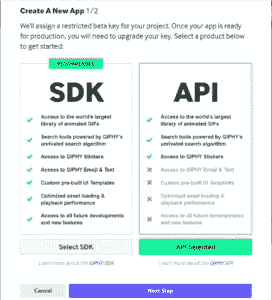 Create A New App 1/2
We'll assign a restricted beta key for your project. Once your app is ready
for production, you will need to upgrade your key. Select a product below
to get started:
RECOMMENDED
SDK
Access to the world's largest
library of animated GIFs
Search tools powered by GIPHY's
unrivaled search algorithm
Access to GIPHY Stickers
Access to GIPHY Emoji & Text
Custom pre-built UI Templates
Optimized asset loading &
playback performance
Access to all future developments
and new features
Select SDK
Learn more about the GIPHY SDK
API
Access to the world's largest
library of animated GIFs
Search tools powered by GIPHY's
unrivaled search algorithm
Access to GIPHY Stickers
Access to GIPHY Emoji & Text
Custom pre-built UI Templates
Optimized asset loading &
playback performance
Access to all future developments
and new features
API Selected
Learn more about the GIPHY API
Cancel
Next Step